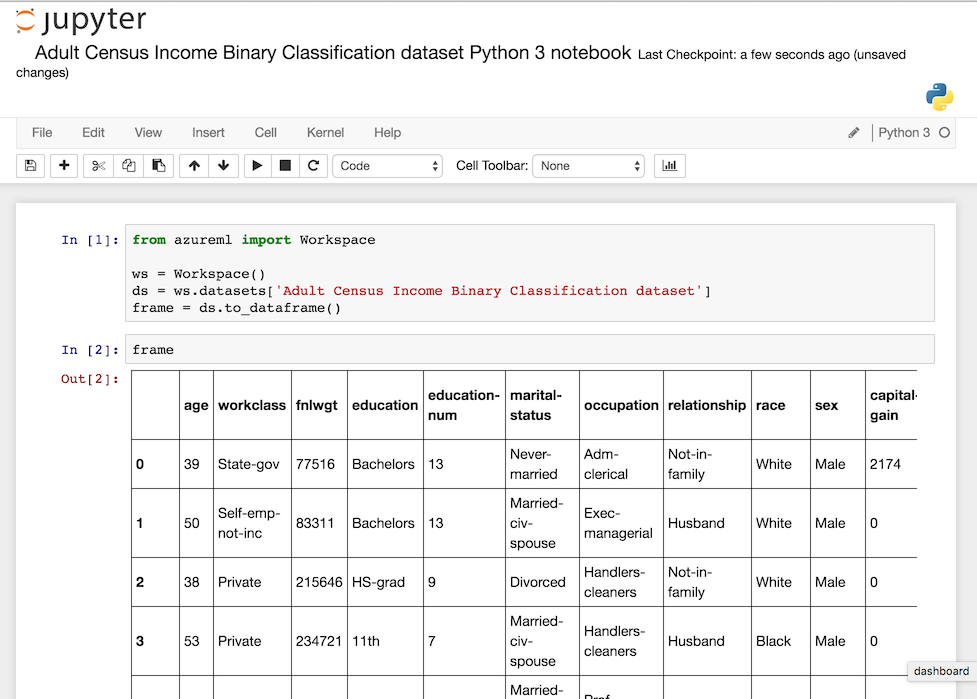 jupyter
Adult Census Income Binary Classification dataset Python 3 notebook Last Checkpoint: a few seconds ago (unsaved
changes)
File Edit View Insert Cell Kernel Help Python 3
Code Cell Toolbar: None
In [1]: from azureml import Workspace
ws = Workspace()
ds = ws.datasets['Adult Census Income Binary Classification dataset']
frame = ds.to_dataframe()
In [2]: frame
Out[2]:
age workclass fnlwgt education education-num marital-status occupation relationship race sex capital-gain
0 39 State-gov 77516 Bachelors 13 Never-married Adm-clerical Not-in-family White Male 2174
1 50 Self-emp-not-inc 83311 Bachelors 13 Married-civ-spouse Exec-managerial Husband White Male 0
2 38 Private 215646 HS-grad 9 Divorced Handlers-cleaners Not-in-family White Male 0
3 53 Private 234721 11th 7 Married-civ-spouse Handlers-cleaners Husband Black Male 0
Married-
dashboard